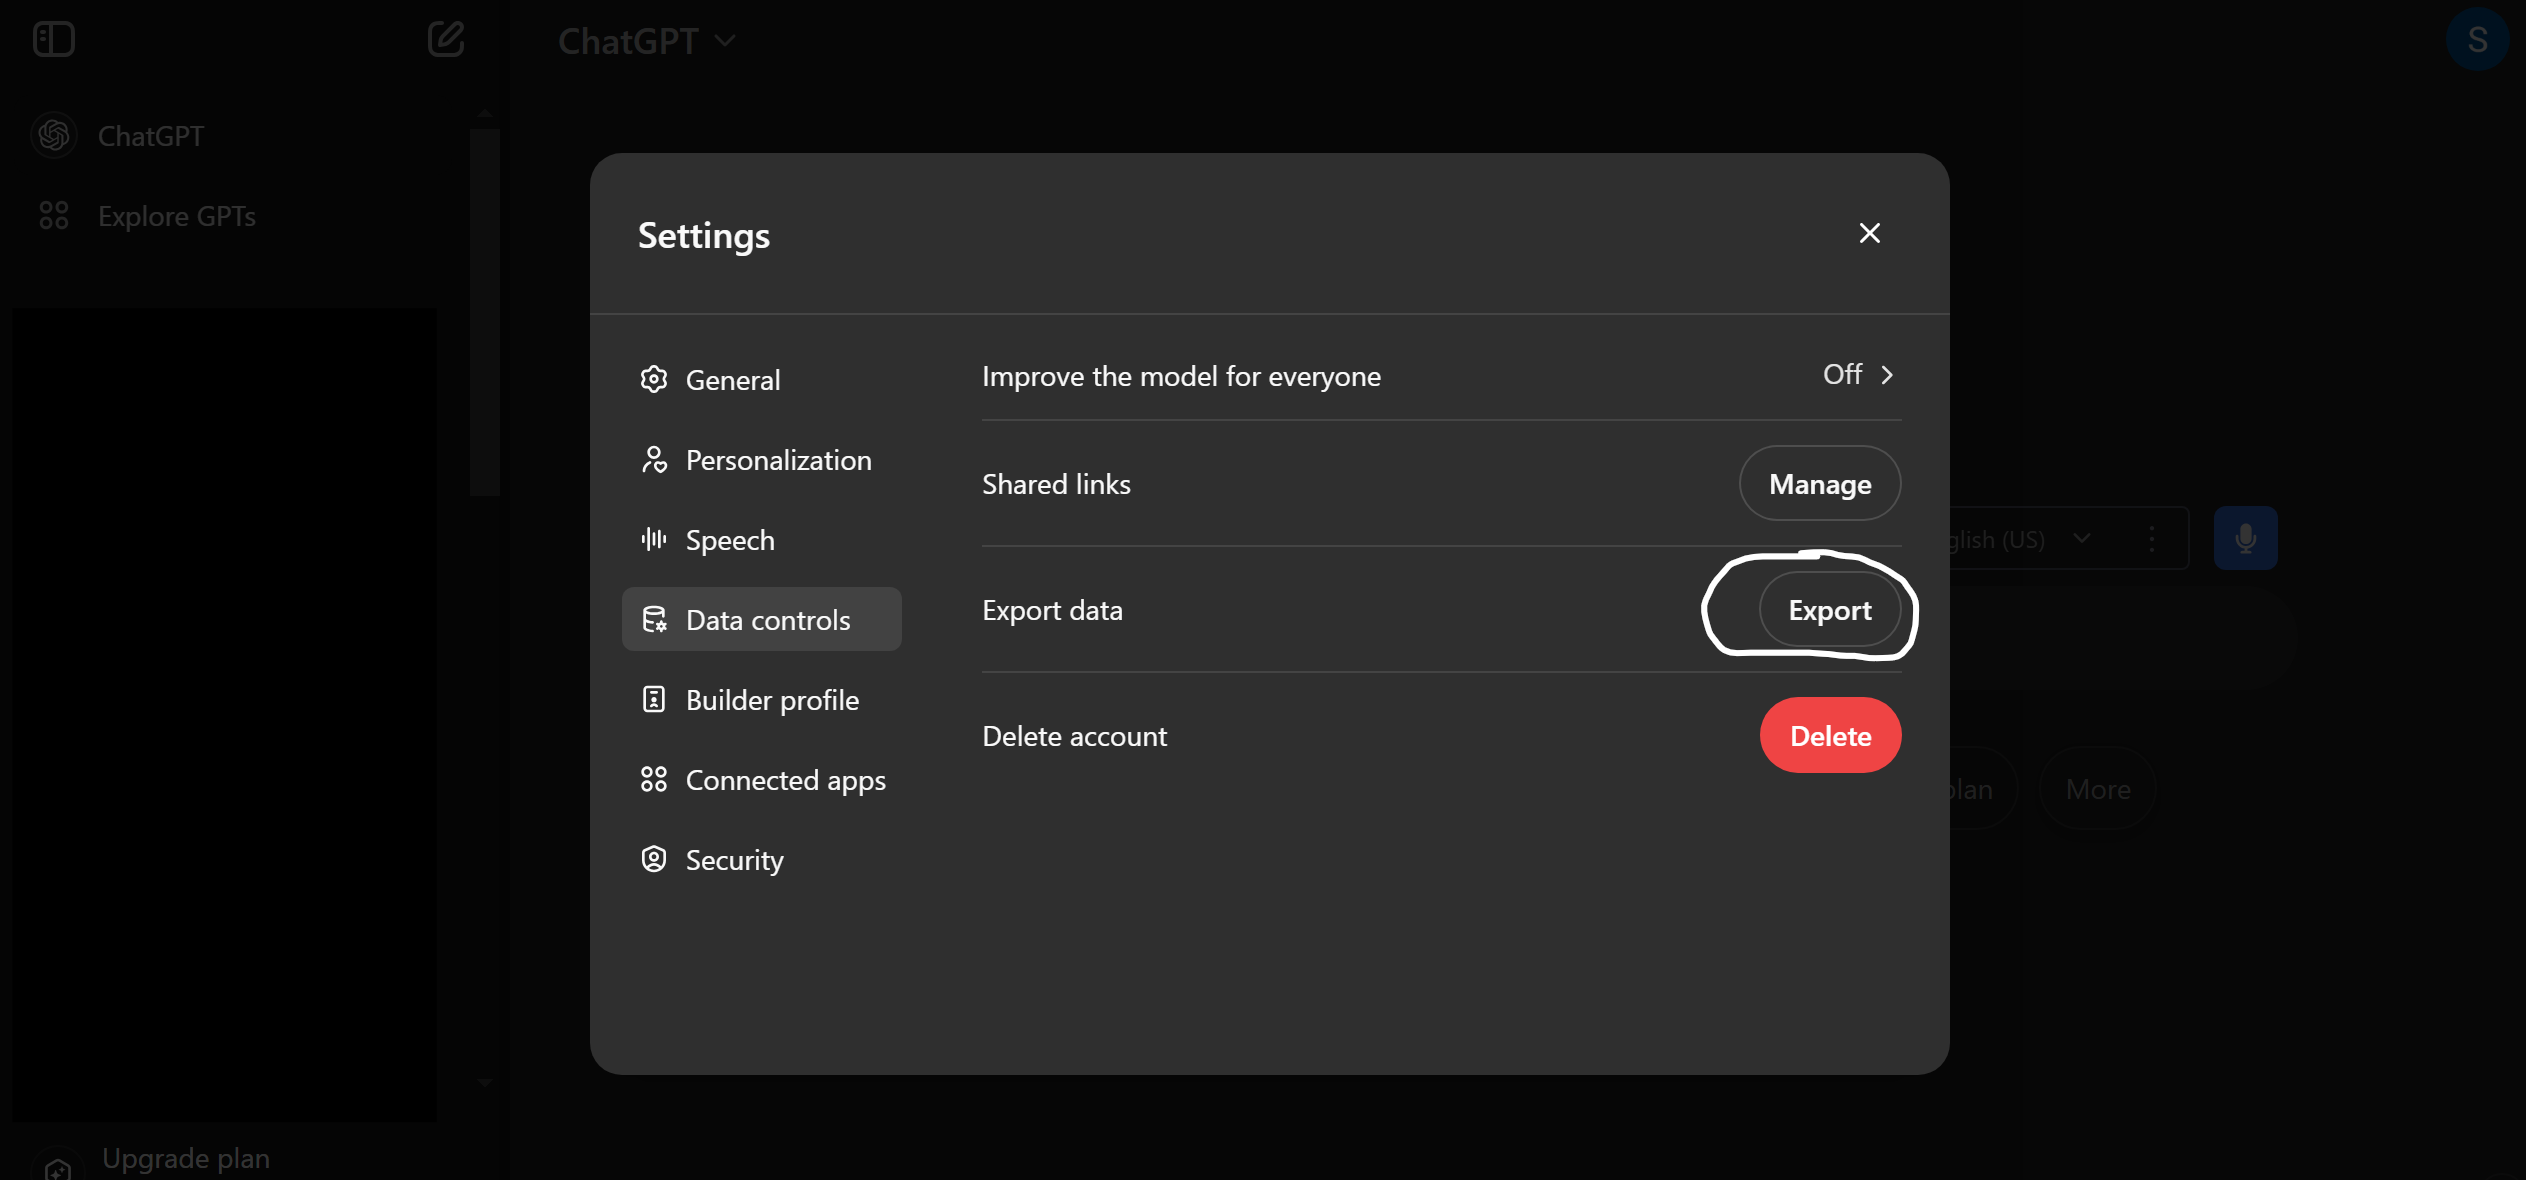 ChatGPT
S
ChatGPT
Explore GPTs
Settings
General
Personalization
Speech
Data controls
Builder profile
Connected apps
Security
Improve the model for everyone
Off
Shared links
Manage
Export data
Export
Delete account
Delete
glish (US)
plan
More
Upgrade plan